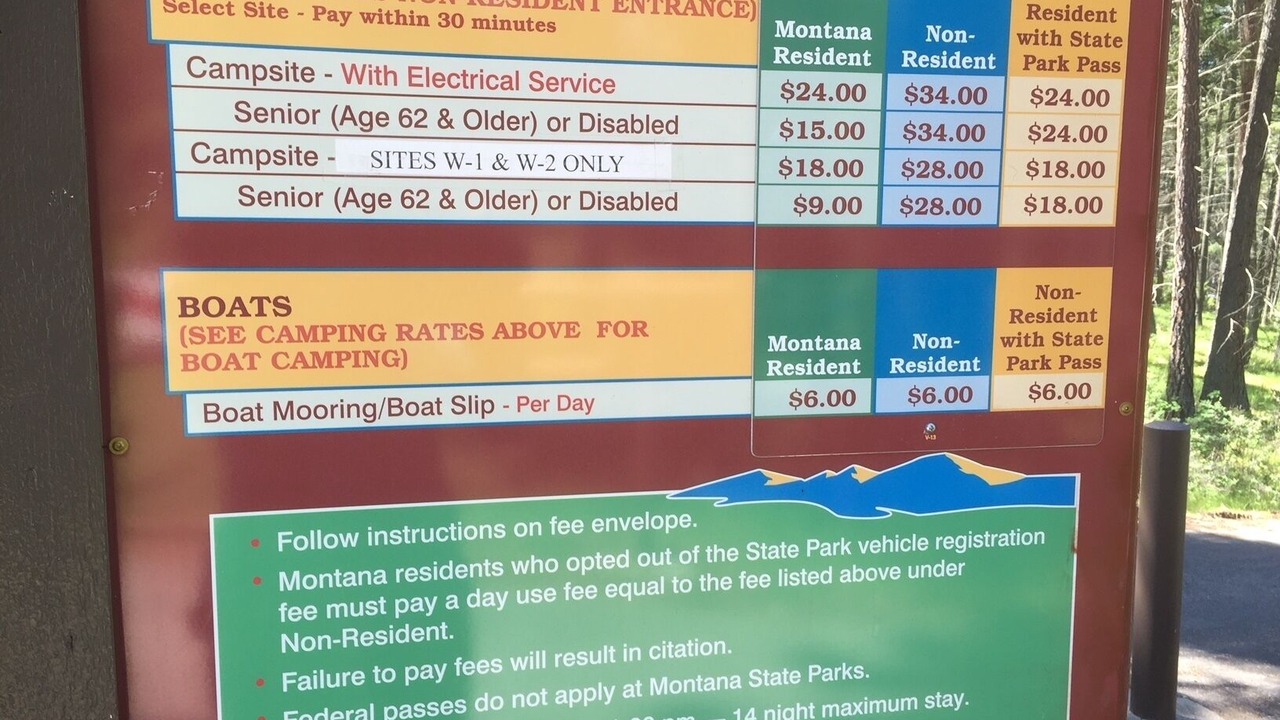 NON-RESIDENT ENTRANCE)
Select Site - Pay within 30 minutes
Montana Resident
Non-Resident
Resident with State Park Pass
Campsite - With Electrical Service $24.00 $34.00 $24.00
Senior (Age 62 & Older) or Disabled $15.00 $34.00 $24.00
Campsite - SITES W-1 & W-2 ONLY $18.00 $28.00 $18.00
Senior (Age 62 & Older) or Disabled $9.00 $28.00 $18.00
BOATS
(SEE CAMPING RATES ABOVE FOR
BOAT CAMPING)
Montana
Resident
Non-
Resident
Non-
Resident
with State
Park Pass
Boat Mooring/Boat Slip - Per Day $6.00 $6.00 $6.00
V-13
• Follow instructions on fee envelope.
• Montana residents who opted out of the State Park vehicle registration
fee must pay a day use fee equal to the fee listed above under
Non-Resident.
• Failure to pay fees will result in citation.
• Federal passes do not apply at Montana State Parks.
pm — 14 night maximum stay.